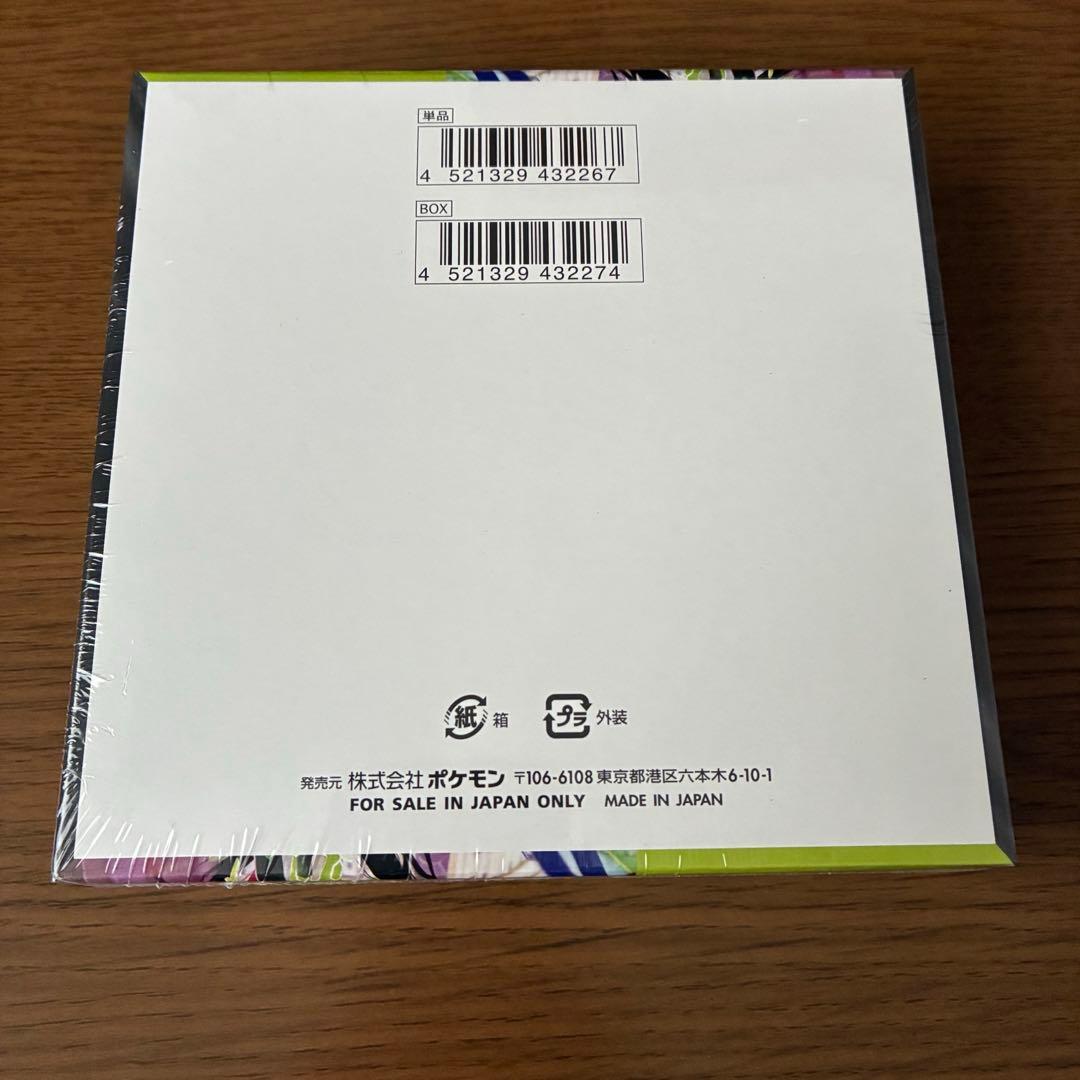 単品
4 521329 432267
BOX
4 521329 432274
紙 箱 プラ 外装
発売元 株式会社 ポケモン 〒106-6108 東京都港区六本木6-10-1
FOR SALE IN JAPAN ONLY MADE IN JAPAN